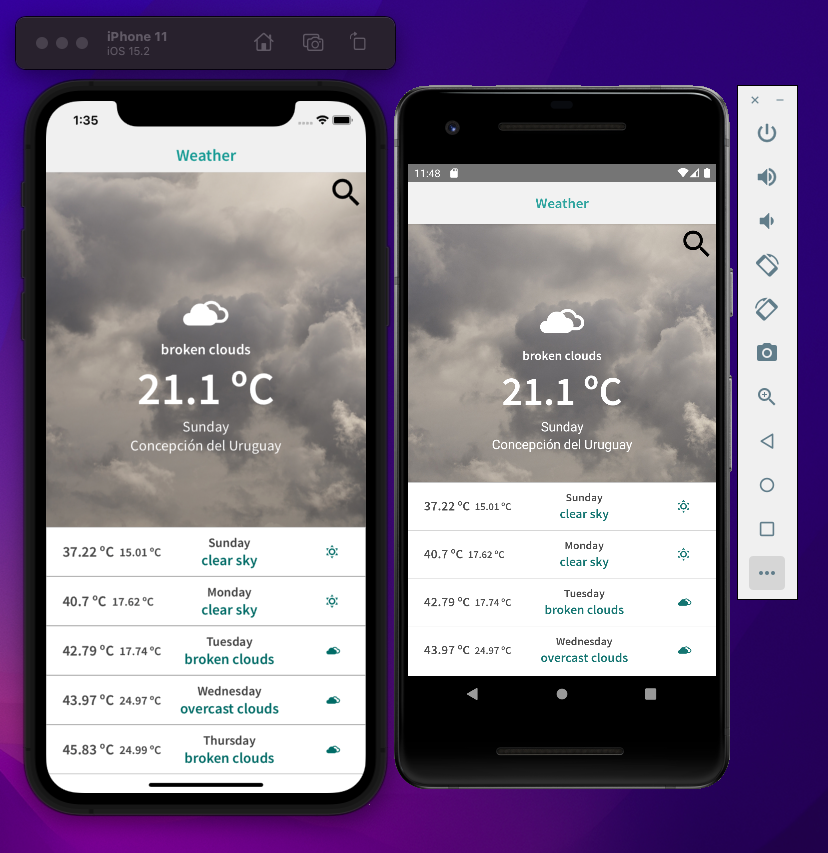 iPhone 11
iOS 15.2
1:35
Weather
broken clouds
21.1 ºC
Sunday
Concepción del Uruguay
37.22 ºC 15.01 ºC Sunday
clear sky
40.7 ºC 17.62 ºC Monday
clear sky
42.79 ºC 17.74 ºC Tuesday
broken clouds
43.97 ºC 24.97 ºC Wednesday
overcast clouds
45.83 ºC 24.99 ºC Thursday
broken clouds
11:48
Weather
broken clouds
21.1 ºC
Sunday
Concepción del Uruguay
37.22 ºC 15.01 ºC Sunday
clear sky
40.7 ºC 17.62 ºC Monday
clear sky
42.79 ºC 17.74 ºC Tuesday
broken clouds
43.97 ºC 24.97 ºC Wednesday
overcast clouds